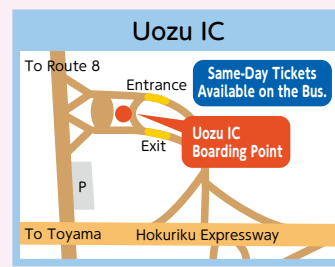 Uozu IC
To Route 8
Entrance
Same-Day Tickets
Available on the Bus.
Uozu IC
Boarding Point
Exit
P
To Toyama
Hokuriku Expressway